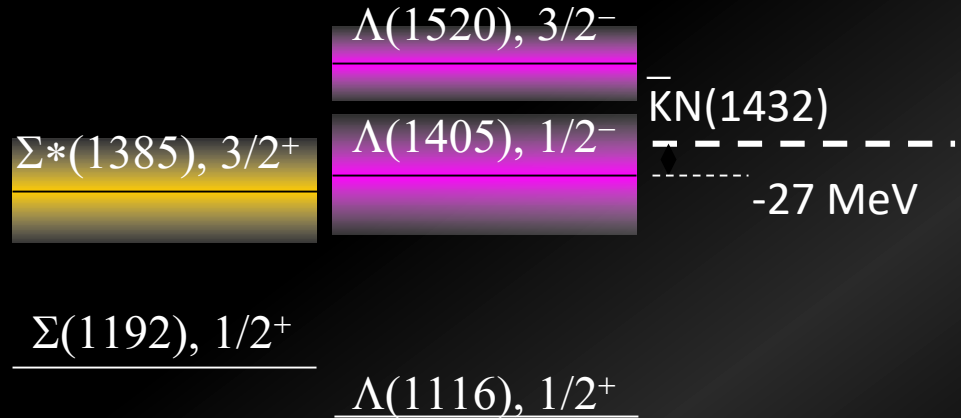 Λ(1520), 3/2⁻
K̅N(1432)
Σ*(1385), 3/2⁺
Λ(1405), 1/2⁻
-27 MeV
Σ(1192), 1/2⁺
Λ(1116), 1/2⁺